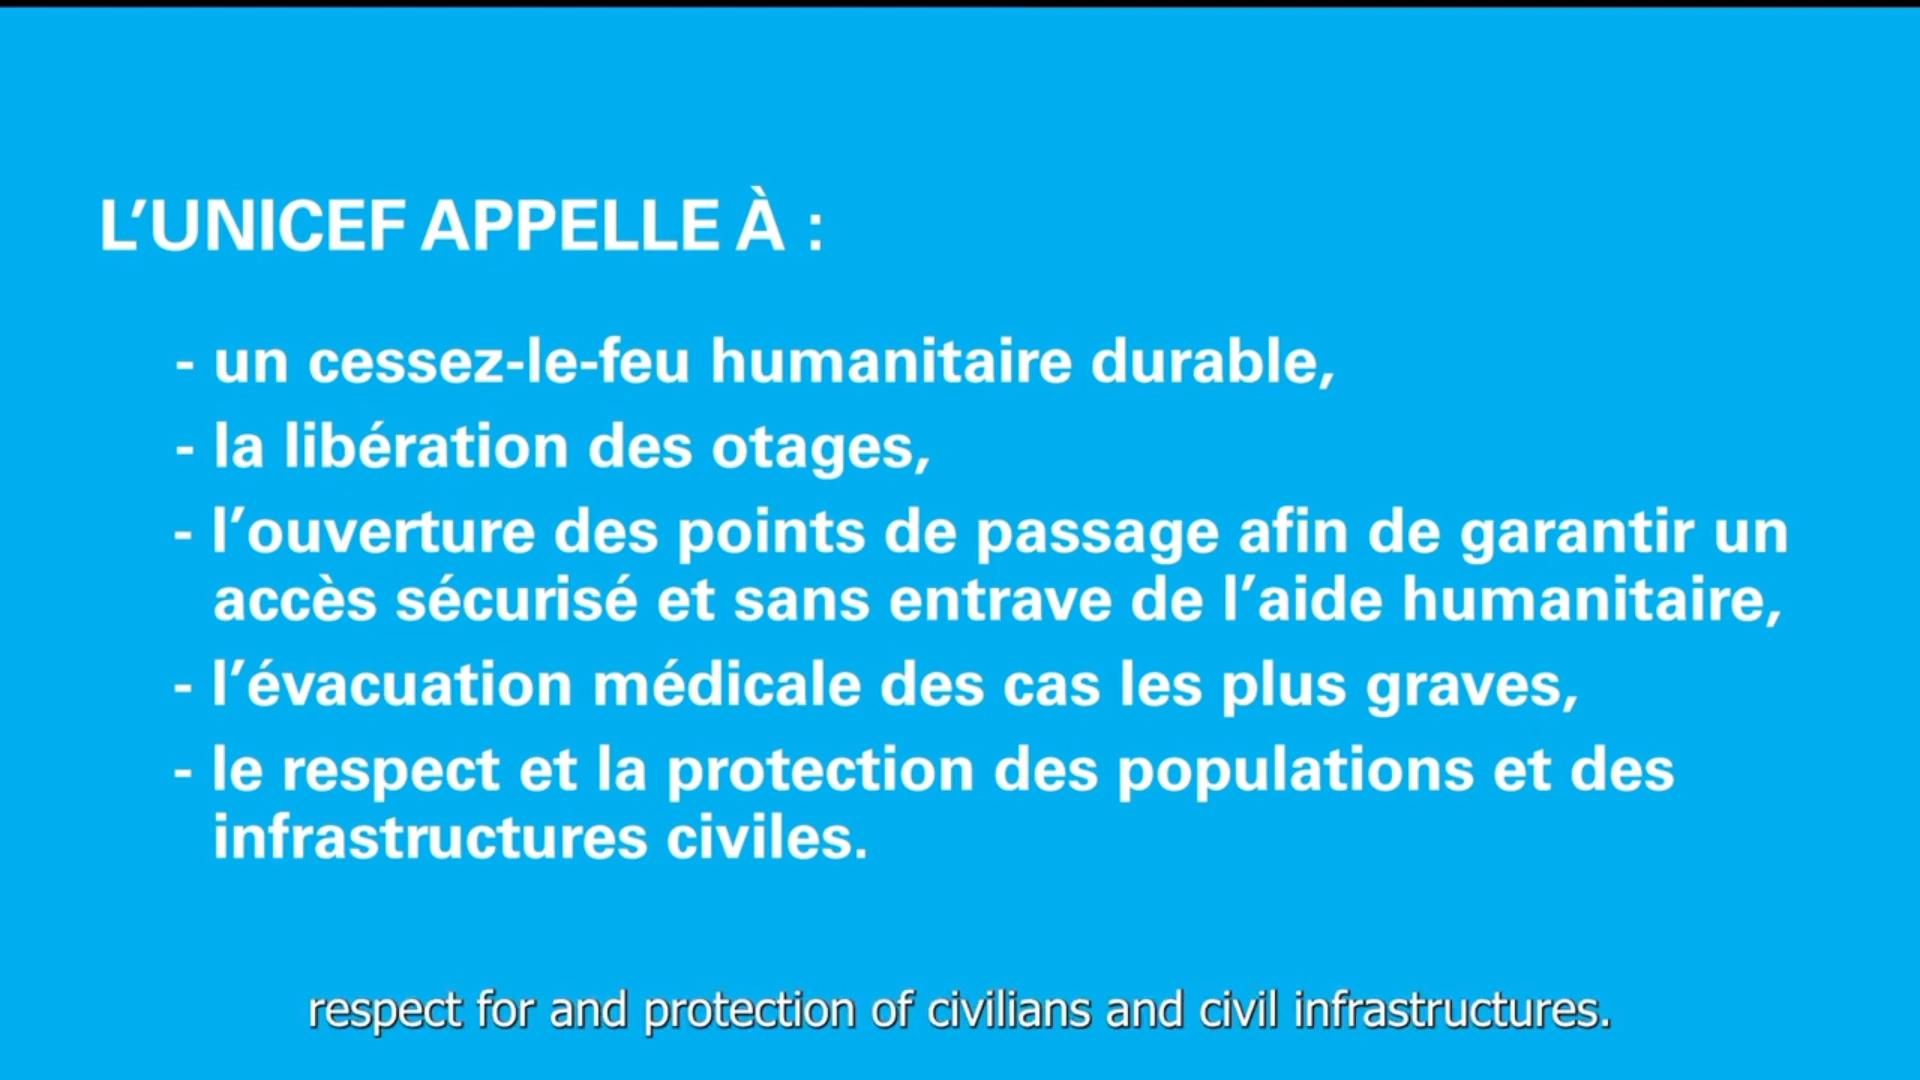 L’UNICEF APPELLE À :
- un cessez-le-feu humanitaire durable,
- la libération des otages,
- l’ouverture des points de passage afin de garantir un
accès sécurisé et sans entrave de l’aide humanitaire,
- l’évacuation médicale des cas les plus graves,
- le respect et la protection des populations et des
infrastructures civiles.
respect for and protection of civilians and civil infrastructures.